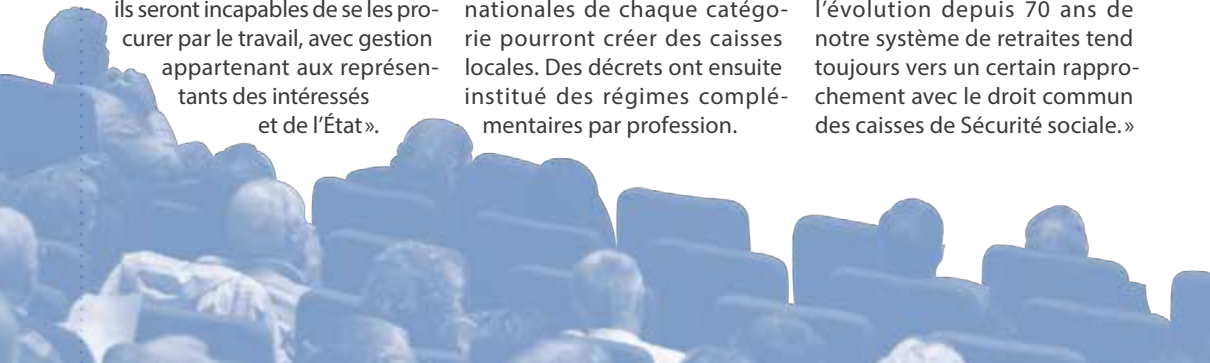 ils seront incapables de se les pro-
curer par le travail, avec gestion
appartenant aux représen-
tants des intéressés
et de l’État».
nationales de chaque catégo-
rie pourront créer des caisses
locales. Des décrets ont ensuite
institué des régimes complé-
mentaires par profession.
l’évolution depuis 70 ans de
notre système de retraites tend
toujours vers un certain rappro-
chement avec le droit commun
des caisses de Sécurité sociale.»